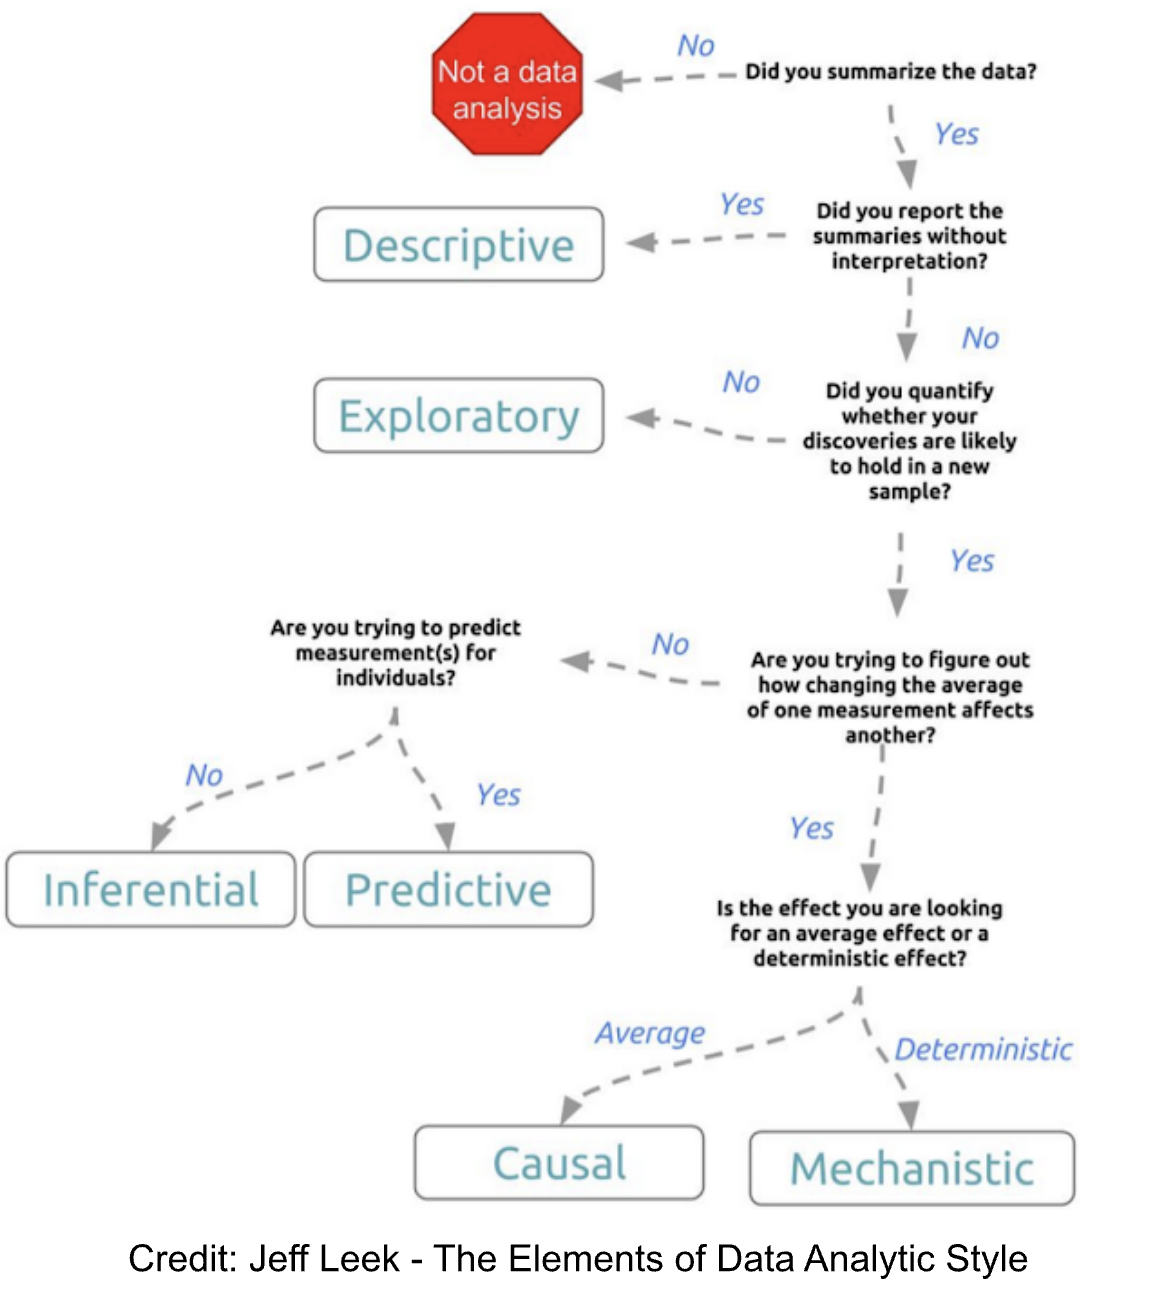 Did you summarize the data?
No
Not a data
analysis
Yes
Did you report the
summaries without
interpretation?
Yes
Descriptive
No
Did you quantify
whether your
discoveries are likely
to hold in a new
sample?
No
Exploratory
Yes
Are you trying to figure out
how changing the average
of one measurement affects
another?
No
Are you trying to predict
measurement(s) for
individuals?
No
Yes
Inferential
Predictive
Yes
Is the effect you are looking
for an average effect or a
deterministic effect?
Average
Deterministic
Causal
Mechanistic
Credit: Jeff Leek - The Elements of Data Analytic Style